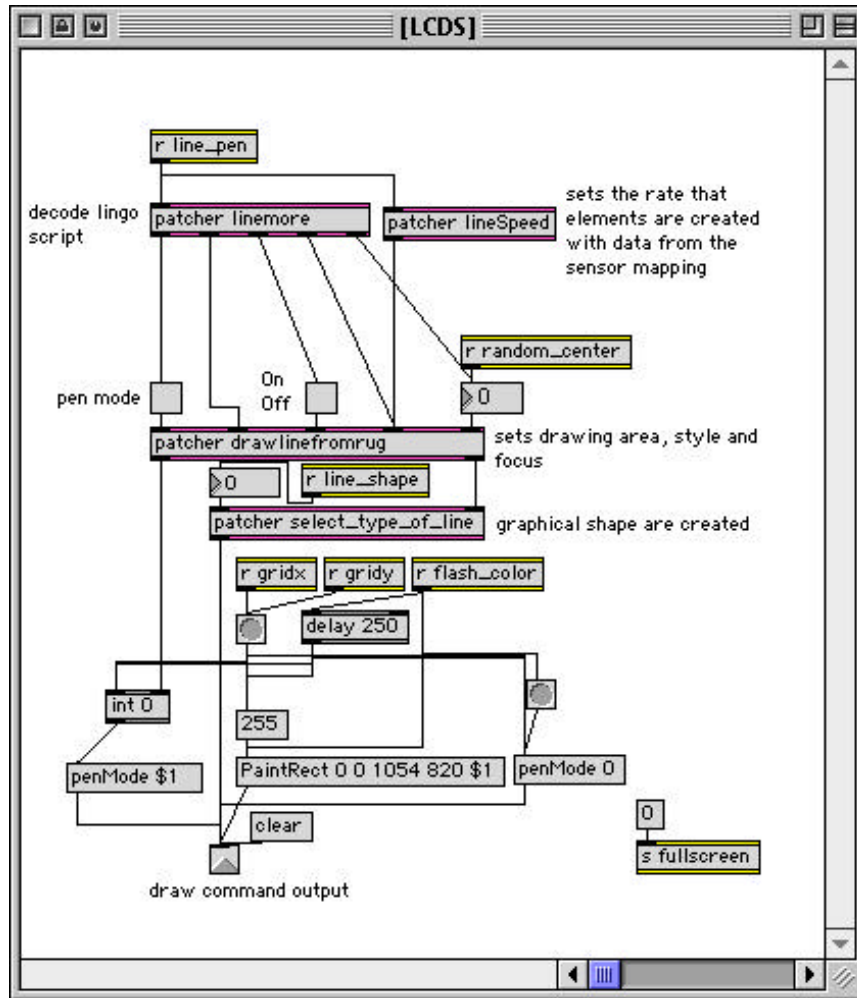 [LCDS]
r line_pen
decode lingo
script
patcher linemore
patcher lineSpeed
sets the rate that
elements are created
with data from the
sensor mapping
r random_center
pen mode
On
Off
0
patcher drawlinefromrug
sets drawing area, style and
focus
0
r line_shape
patcher select_type_of_line
graphical shape are created
r gridx
r gridy
r flash_color
delay 250
int 0
255
penMode $1
PaintRect 0 0 1054 820 $1
penMode 0
clear
0
s fullscreen
draw command output